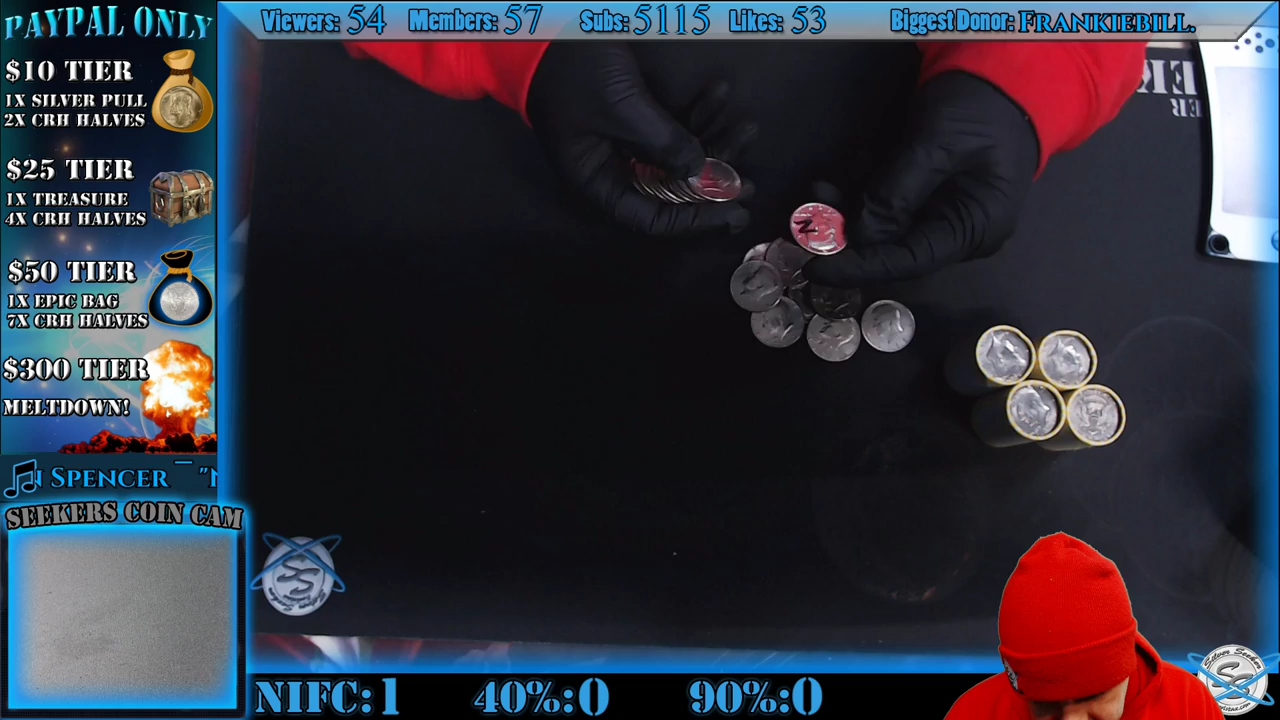 PAYPAL ONLY
$10 TIER
1X SILVER PULL
2X CRH HALVES
$25 TIER
1X TREASURE
4X CRH HALVES
$50 TIER
1X EPIC BAG
7X CRH HALVES
$300 TIER
MELTDOWN!
SPENCER
SEEKERS COIN CAM
Viewers: 54 Members: 57 Subs: 5115 Likes: 53 Biggest Donor: FRANKIEBILL.
NIFC: 1 40%: 0 90%: 0
Silver Seeker